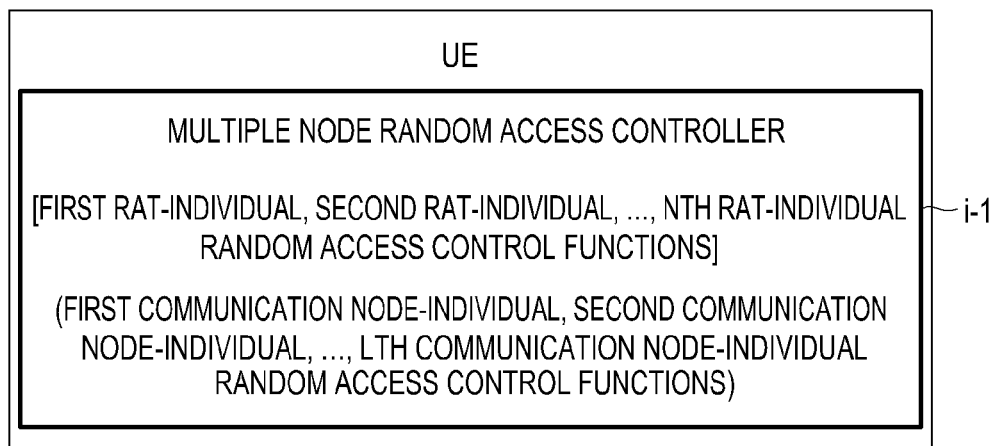 UE
MULTIPLE NODE RANDOM ACCESS CONTROLLER
[FIRST RAT-INDIVIDUAL, SECOND RAT-INDIVIDUAL, ..., NTH RAT-INDIVIDUAL
RANDOM ACCESS CONTROL FUNCTIONS]
i-1
(FIRST COMMUNICATION NODE-INDIVIDUAL, SECOND COMMUNICATION
NODE-INDIVIDUAL, ..., LTH COMMUNICATION NODE-INDIVIDUAL
RANDOM ACCESS CONTROL FUNCTIONS)